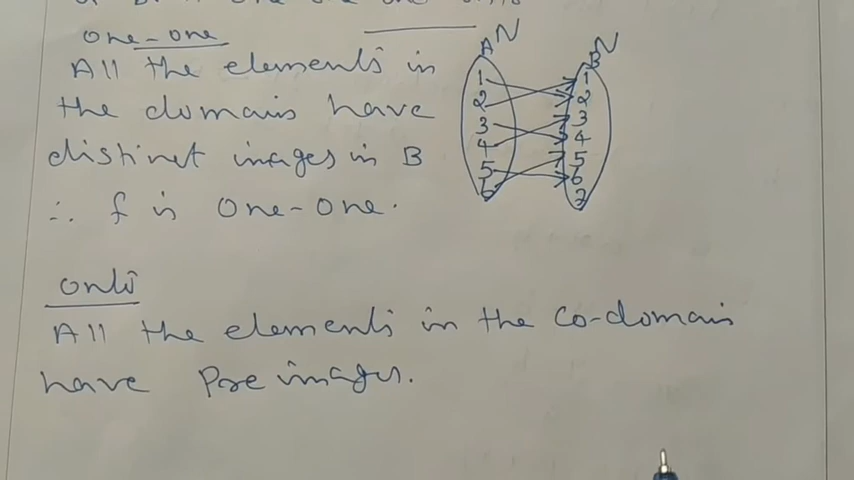 one-one
All the elements in
the domain have
distinct images in B
∴ f is one-one.
A N
1
2
3
4
5
6
B N
1
2
3
4
5
6
7
onto
All the elements in the Co-domain
have Pre images.